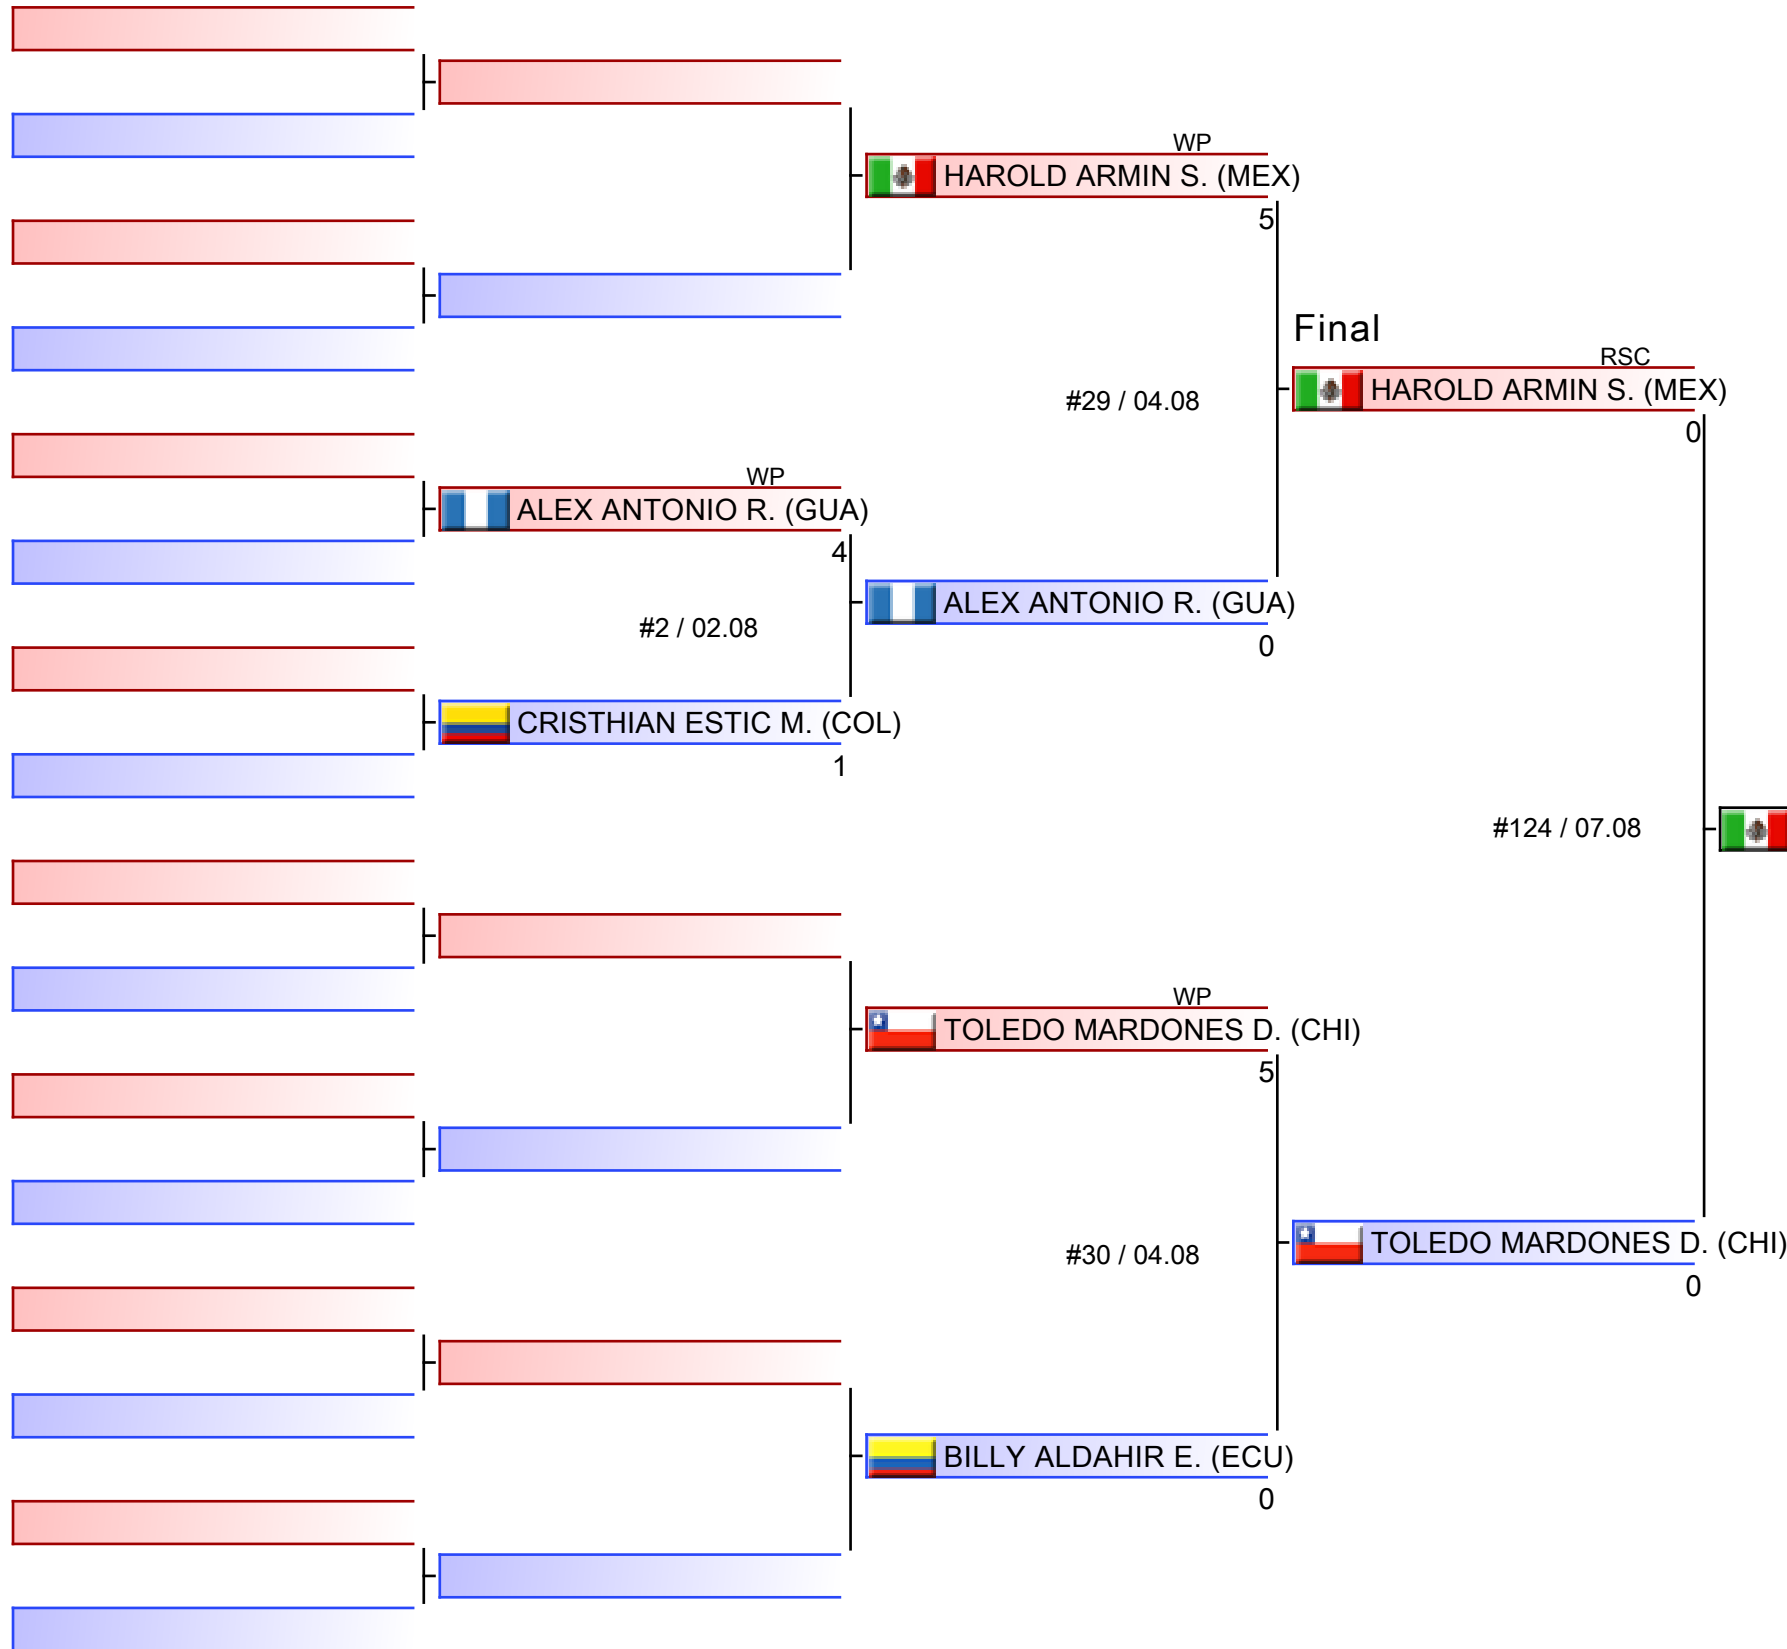 WP
HAROLD ARMIN S. (MEX)
5
Final
RSC
HAROLD ARMIN S. (MEX)
0
#29 / 04.08
WP
ALEX ANTONIO R. (GUA)
4
ALEX ANTONIO R. (GUA)
0
#2 / 02.08
CRISTHIAN ESTIC M. (COL)
1
#124 / 07.08
WP
TOLEDO MARDONES D. (CHI)
5
TOLEDO MARDONES D. (CHI)
0
#30 / 04.08
BILLY ALDAHIR E. (ECU)
0